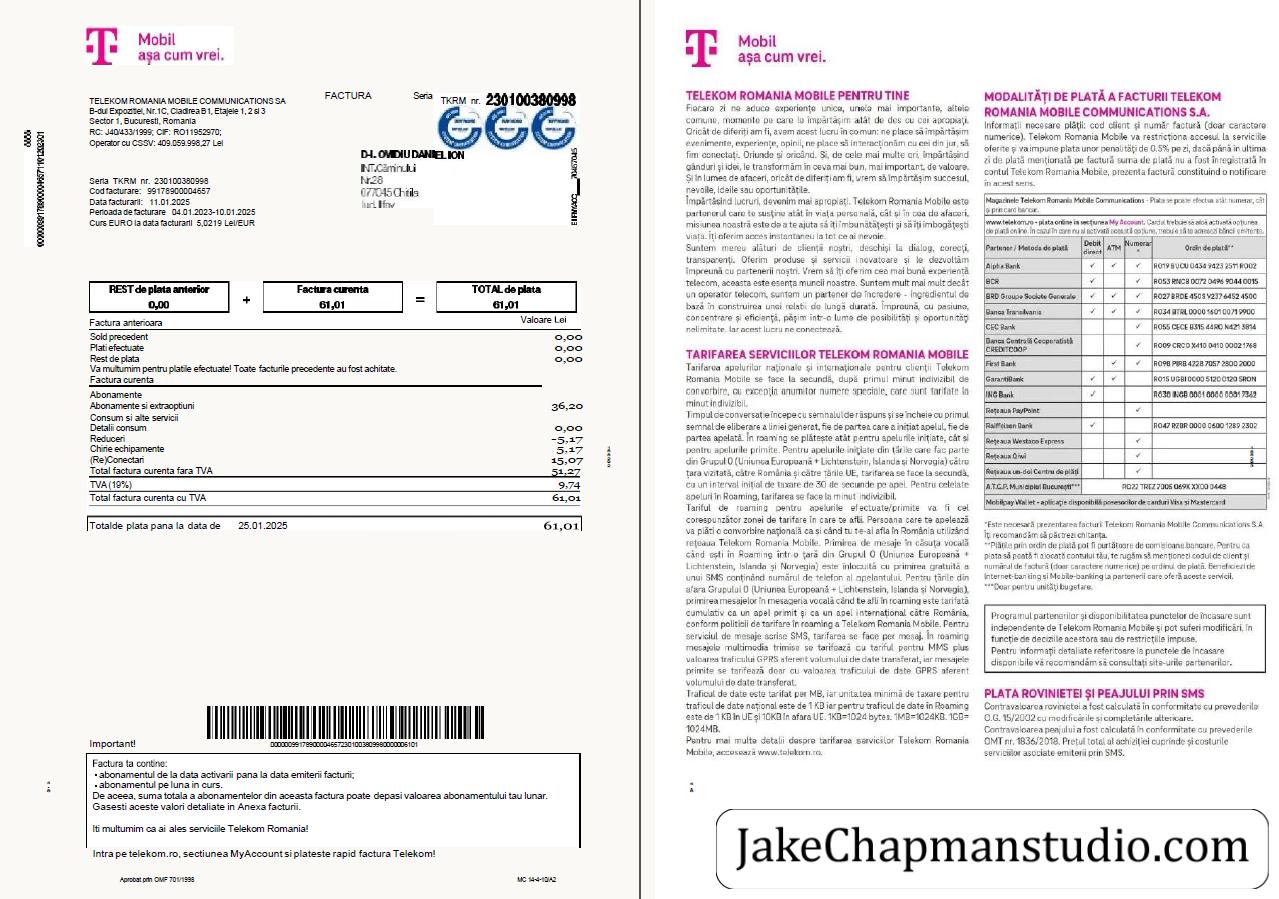 Mobil
așa cum vrei.
TELEKOM ROMANIA MOBILE COMMUNICATIONS SA
B-dul Expozitiei, Nr.1C, Cladirea B1, Etajele 1, 2 si 3
Sector 1, Bucuresti, Romania
RC: J40/433/1999; CIF: RO11952970;
Operator cu CSSV: 409.059.998,27 Lei
FACTURA
Seria TKRM nr. 230100380998
D-l. OVIDIU DANIEL ION
INT.Căminului
Nr.28
077045 Chitila
Jud. Ilfov
Seria TKRM nr. 230100380998
Cod facturare: 99178900004657
Data facturarii: 11.01.2025
Perioada de facturare 04.01.2023-10.01.2025
Curs EURO la data facturarii 5,0219 Lei/EUR
REST de plata anterior
0,00
+
Factura curenta
61,01
=
TOTAL de plata
61,01
Factura anterioara Valoare Lei
Sold precedent 0,00
Plati efectuate 0,00
Rest de plata 0,00
Va multumim pentru platile efectuate! Toate facturile precedente au fost achitate.
Factura curenta
Abonamente
Abonamente si extraoptiuni 36,20
Consum si alte servicii
Detalii consum 0,00
Reduceri -5,17
Chirie echipamente 5,17
(Re)Conectari 15,07
Total factura curenta fara TVA 51,27
TVA (19%) 9.74
Total factura curenta cu TVA 61,01
Totalde plata pana la data de 25.01.2025 61,01
Important!
Factura ta contine:
• abonamentul de la data activarii pana la data emiterii facturii;
• abonamentul pe luna in curs.
De aceea, suma totala a abonamentelor din aceasta factura poate depasi valoarea abonamentului tau lunar.
Gasesti aceste valori detaliate in Anexa facturii.
Iti multumim ca ai ales serviciile Telekom Romania!
Intra pe telekom.ro, sectiunea MyAccount si plateste rapid factura Telekom!
Aprobat prin OMF 701/1998
MC 14-4-10/A2
Mobil
așa cum vrei.
TELEKOM ROMANIA MOBILE PENTRU TINE
Fiecare zi ne aduce experiențe unice, unele mai importante, altele
comune, momente pe care le împărtășim atât de des cu cei apropiați.
Oricât de diferiți am fi, avem acest lucru în comun: ne place să împărtășim
evenimente, experiențe, opinii, ne place să interacționăm cu cei din jur, să
fim conectați. Oriunde și oricând. Și, de cele mai multe ori, împărtășind
gânduri și idei, le transformăm în ceva mai mult, mai important, de valoare.
Și în lumea de afaceri, oricât de diferiți am fi, vrem să împărtășim succesul,
nevoile, ideile sau oportunitățile.
Împărtășind lucruri, devenim mai apropiați. Telekom Romania Mobile este
partenerul care te susține atât în viața personală, cât și în cea de afaceri,
misiunea noastră este de a te ajuta să îți îmbunătățești și să îți îmbogățești
viața. Îți oferim acces instantaneu la tot ce ai nevoie.
Suntem mereu alături de clienții noștri, deschiși la dialog, corecți,
transparenți. Oferim produse și servicii inovatoare și le dezvoltăm
împreună cu partenerii noștri. Vrem să îți oferim cea mai bună experiență
telecom, aceasta este esența muncii noastre. Suntem mult mai mult decât
un operator telecom, suntem un partener de încredere - ingredientul de
bază în construirea unei relații de lungă durată. Împreună, cu pasiune,
concentrare și eficiență, pășim într-o lume de posibilități și oportunități
nelimitate. Iar acest lucru ne conectează.
TARIFAREA SERVICIILOR TELEKOM ROMANIA MOBILE
Tarifarea apelurilor naționale și internaționale pentru clienții Telekom
Romania Mobile se face la secundă, după primul minut indivizibil de
convorbire, cu excepția anumitor numere speciale, care sunt tarifate la
minut indivizibil.
Timpul de conversație începe cu semnalul de răspuns și se încheie cu primul
semnal de eliberare a liniei generat, fie de partea care a inițiat apelul, fie de
partea apelată. În roaming se plătește atât pentru apelurile inițiate, cât și
pentru apelurile primite. Pentru apelurile inițiate din țările care fac parte
din Grupul 0 (Uniunea Europeană + Lichtenstein, Islanda și Norvegia) către
țara vizitată, către România și către țările UE, tarifarea se face la secundă,
cu un interval inițial de taxare de 30 de secunde pe apel. Pentru celelate
apeluri în Roaming, tarifarea se face la minut indivizibil.
Tariful de roaming pentru apelurile efectuate/primite va fi cel
corespunzător zonei de tarifare în care te afli. Persoana care te apelează
va plăti o convorbire națională ca și când tu te-ai afla în România utilizând
rețeaua Telekom Romania Mobile. Primirea de mesaje în căsuța vocală
când ești în Roaming într-o țară din Grupul 0 (Uniunea Europeană +
Lichtenstein, Islanda și Norvegia) este înlocuită cu primirea gratuită a
unui SMS conținând numărul de telefon al apelantului. Pentru țările din
afara Grupului 0 (Uniunea Europeană + Lichtenstein, Islanda și Norvegia),
primirea mesajelor în mesageria vocală când te afli în roaming este tarifată
cumulativ ca un apel primit și ca un apel internațional către România,
conform politicii de tarifare în roaming a Telekom Romania Mobile. Pentru
serviciul de mesaje scrise SMS, tarifarea se face per mesaj. În roaming
mesajele multimedia trimise se tarifează cu tariful pentru MMS plus
valoarea traficului GPRS aferent volumului de date transferat, iar mesajele
primite se tarifează doar cu valoarea traficului de date GPRS aferent
volumului de date transferat.
Traficul de date este tarifat per MB, iar unitatea minimă de taxare pentru
traficul de date național este de 1 KB iar pentru traficul de date în Roaming
este de 1 KB în UE și 10KB în afara UE. 1KB=1024 bytes. 1MB=1024KB. 1GB=
1024MB.
Pentru mai multe detalii despre tarifarea serviciilor Telekom Romania
Mobile, accesează www.telekom.ro.
MODALITĂȚI DE PLATĂ A FACTURII TELEKOM
ROMANIA MOBILE COMMUNICATIONS S.A.
Informații necesare plății: cod client și număr factură (doar caractere
numerice). Telekom Romania Mobile va restricționa accesul la serviciile
oferite și va impune plata unor penalități de 0.5% pe zi, dacă până în ultima
zi de plată menționată pe factură suma de plată nu a fost înregistrată în
contul Telekom Romania Mobile, prezenta factură constituind o notificare
în acest sens.
Magazinele Telekom Romania Mobile Communications - Plata se poate efectua atât numerar, cât
și prin card bancar.
www.telekom.ro - plata online în secțiunea My Account. Cardul trebuie să aibă activată opțiunea
de plată online. În cazul în care nu ai activată această opțiune, trebuie să te adresezi băncii emitente.
Partener / Metoda de plată Debit direct ATM Numerar * Ordin de plată**
Alpha Bank ✓ ✓ ✓ RO19 BUCU 0434 9423 2511 RO02
BCR ✓ ✓ RO53 RNCB 0072 0496 9044 0015
BRD Groupe Societe Generale ✓ ✓ ✓ RO27 BRDE 450S V237 6452 4500
Banca Transilvania ✓ ✓ ✓ RO34 BTRL 0000 1601 0071 9900
CEC Bank ✓ RO55 CECE B315 44RO N421 3814
Banca Centrală Cooperatistă
CREDITCOOP ✓ RO09 CRCO X410 0410 0002 1768
First Bank ✓ ✓ RO98 PIRB 4228 7057 2800 2000
GarantiBank ✓ ✓ ✓ RO15 UGBI 0000 5120 0120 5RON
ING Bank ✓ RO30 INGB 0001 0000 0001 7362
Rețeaua PayPoint ✓
Raiffeisen Bank ✓ RO47 RZBR 0000 0600 1289 2302
Rețeaua Westaco Express ✓
Rețeaua Qiwi ✓
Rețeaua un-doi Centru de plăți ✓
A.T.C.P. Municipiul București*** RO22 TREZ 7005 069X XX00 0448
Mobilpay Wallet - aplicație disponibilă posesorilor de carduri Visa și Mastercard
*Este necesară prezentarea facturii Telekom Romania Mobile Communications S.A.
Îți recomandăm să păstrezi chitanța.
**Plățile prin ordin de plată pot fi purtătoare de comisioane bancare. Pentru ca
plata să poată fi alocată contului tău, te rugăm să menționezi codul de client și
numărul de factură (doar caractere numerice) pe ordinul de plată. Beneficiezi de
Internet-banking și Mobile-banking la partenerii care oferă aceste servicii.
***Doar pentru unități bugetare.
Programul partenerilor și disponibilitatea punctelor de încasare sunt
independente de Telekom Romania Mobile și pot suferi modificări, în
funcție de deciziile acestora sau de restricțiile impuse.
Pentru informații detaliate referitoare la punctele de încasare
disponibile vă recomandăm să consultați site-urile partenerilor.
PLATA ROVINIETEI ȘI PEAJULUI PRIN SMS
Contravaloarea rovinietei a fost calculată în conformitate cu prevederile
O.G. 15/2002 cu modificările și completările ulterioare.
Contravaloarea peajului a fost calculată în conformitate cu prevederile
OMT nr. 1836/2018. Prețul total al achiziției cuprinde și costurile
serviciilor asociate emiterii prin SMS.
JakeChapmanstudio.com